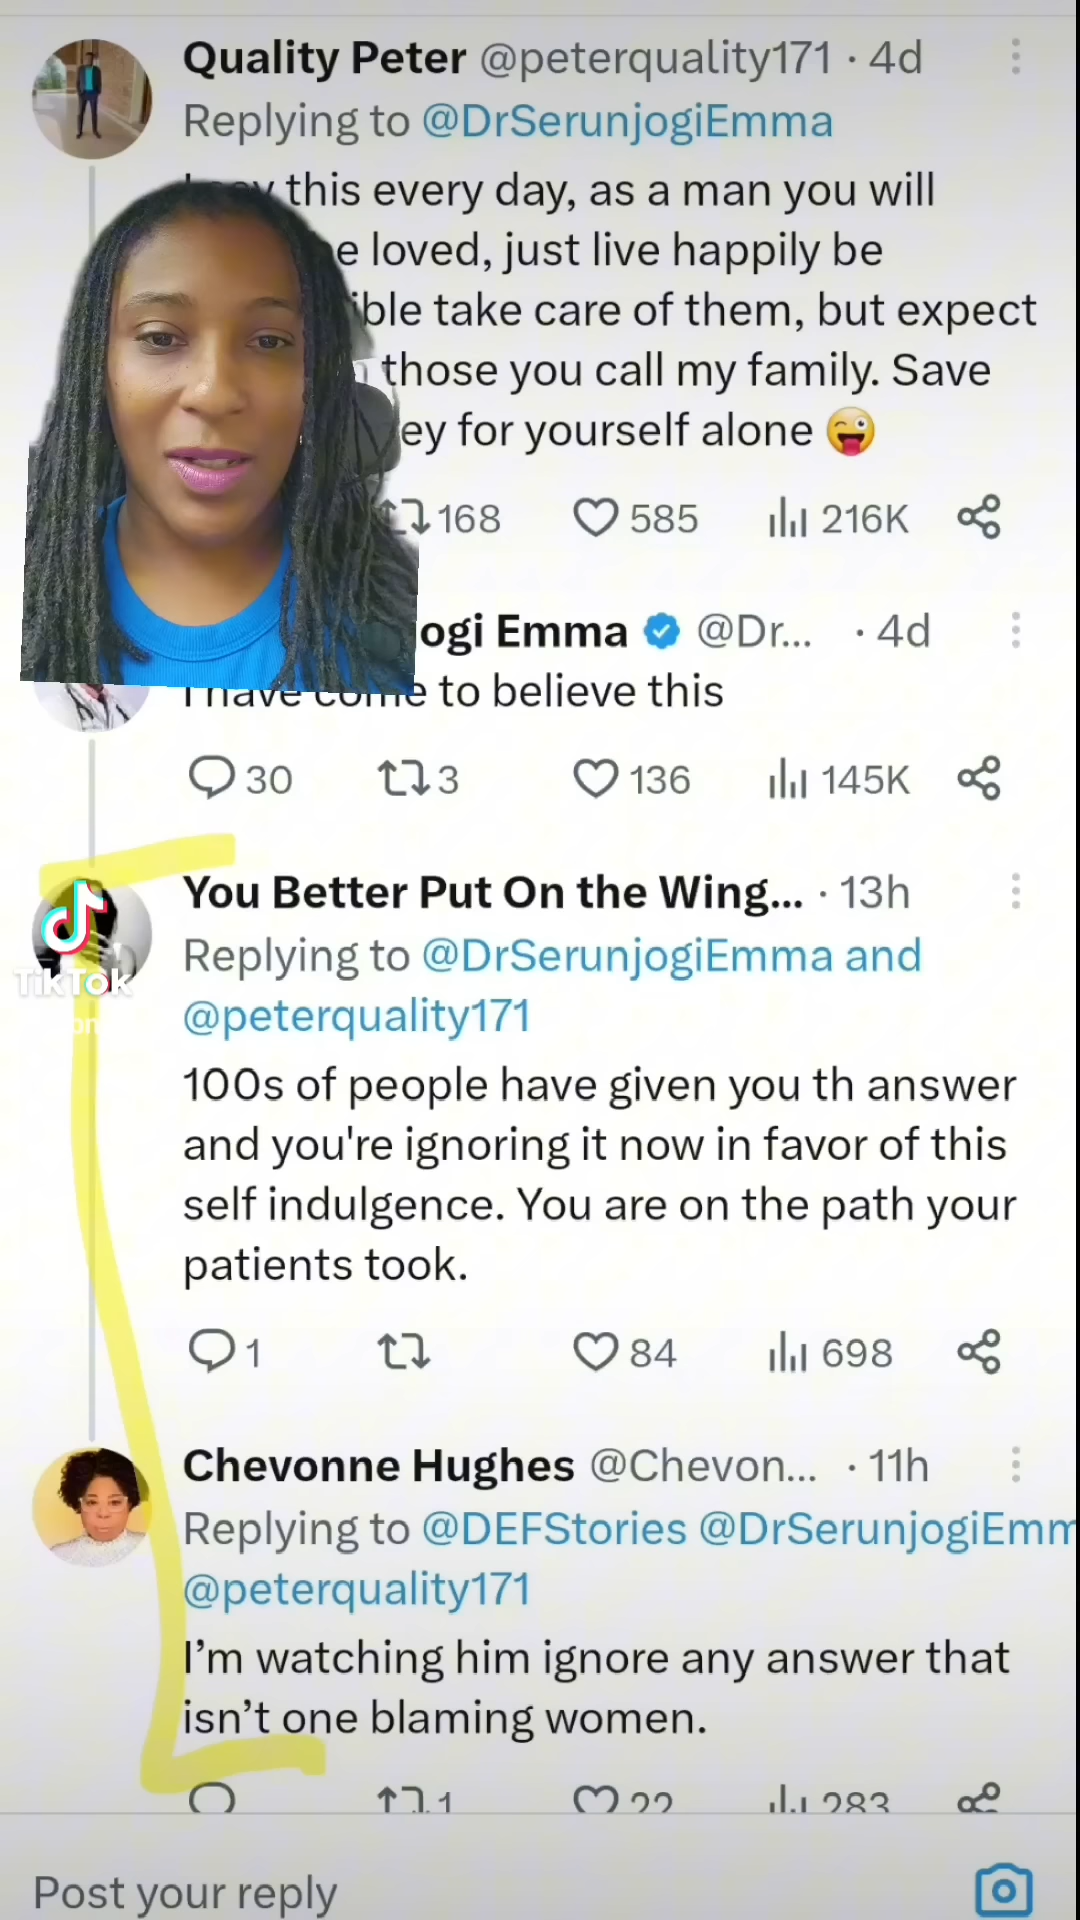 Quality Peter @peterquality171 · 4d
Replying to @DrSerunjogiEmma
this every day, as a man you will
loved, just live happily be
take care of them, but expect
those you call my family. Save
for yourself alone 😜
168 585 216K
Emma @Dr... · 4d
I have come to believe this
30 3 136 145K
You Better Put On the Wing... · 13h
Replying to @DrSerunjogiEmma and
@peterquality171
100s of people have given you th answer
and you're ignoring it now in favor of this
self indulgence. You are on the path your
patients took.
1 84 698
TikTok
Chevonne Hughes @Chevon... · 11h
Replying to @DEFStories @DrSerunjogiEmm
@peterquality171
I'm watching him ignore any answer that
isn't one blaming women.
1 22 283
Post your reply